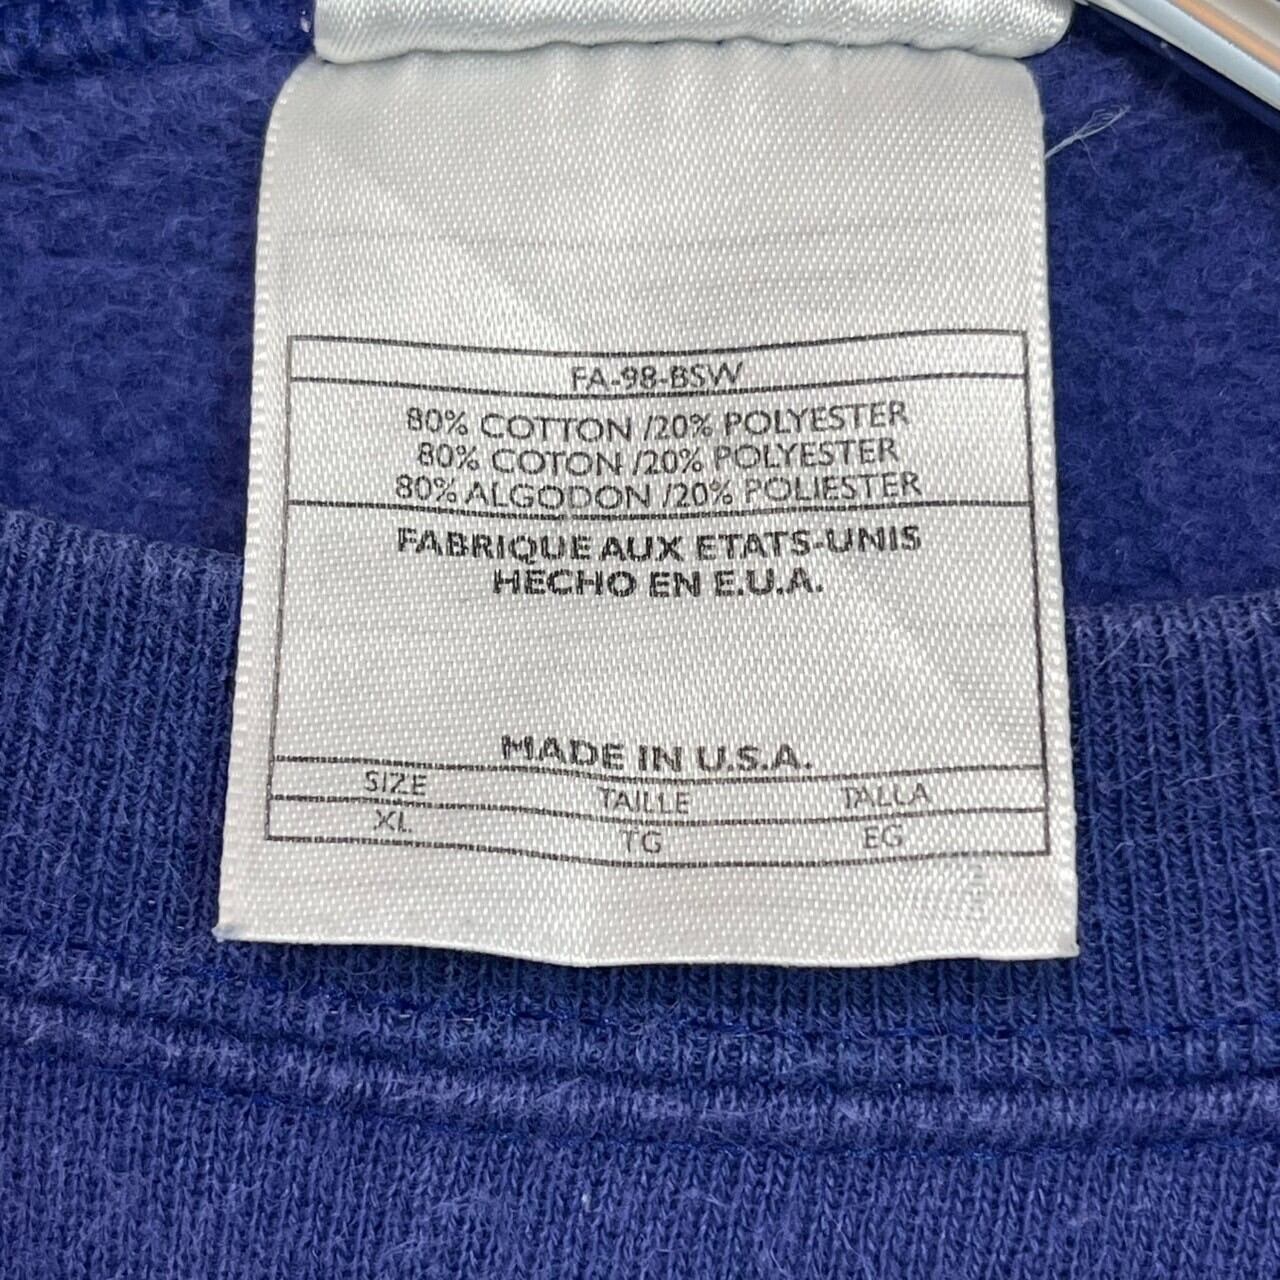 FA-98-BSW
80% COTTON /20% POLYESTER
80% COTON /20% POLYESTER
80% ALGODON /20% POLIESTER
FABRIQUE AUX ETATS-UNIS
HECHO EN E.U.A.
MADE IN U.S.A.
SIZE TAILLE TALLA
XL TG EG